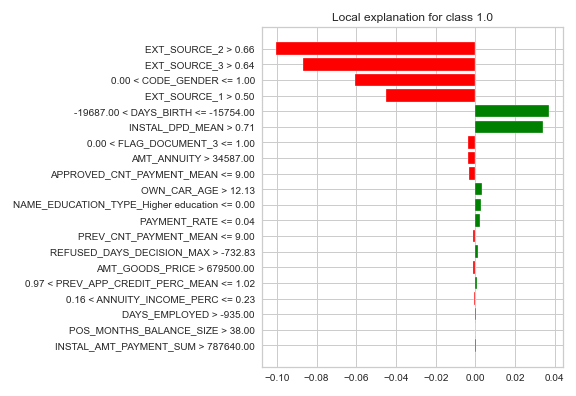 Local explanation for class 1.0
EXT_SOURCE_2 > 0.66
EXT_SOURCE_3 > 0.64
0.00 < CODE_GENDER <= 1.00
EXT_SOURCE_1 > 0.50
-19687.00 < DAYS_BIRTH <= -15754.00
INSTAL_DPD_MEAN > 0.71
0.00 < FLAG_DOCUMENT_3 <= 1.00
AMT_ANNUITY > 34587.00
APPROVED_CNT_PAYMENT_MEAN <= 9.00
OWN_CAR_AGE > 12.13
NAME_EDUCATION_TYPE_Higher education <= 0.00
PAYMENT_RATE <= 0.04
PREV_CNT_PAYMENT_MEAN <= 9.00
REFUSED_DAYS_DECISION_MAX > -732.83
AMT_GOODS_PRICE > 679500.00
0.97 < PREV_APP_CREDIT_PERC_MEAN <= 1.02
0.16 < ANNUITY_INCOME_PERC <= 0.23
DAYS_EMPLOYED > -935.00
POS_MONTHS_BALANCE_SIZE > 38.00
INSTAL_AMT_PAYMENT_SUM > 787640.00
−0.10 −0.08 −0.06 −0.04 −0.02 0.00 0.02 0.04